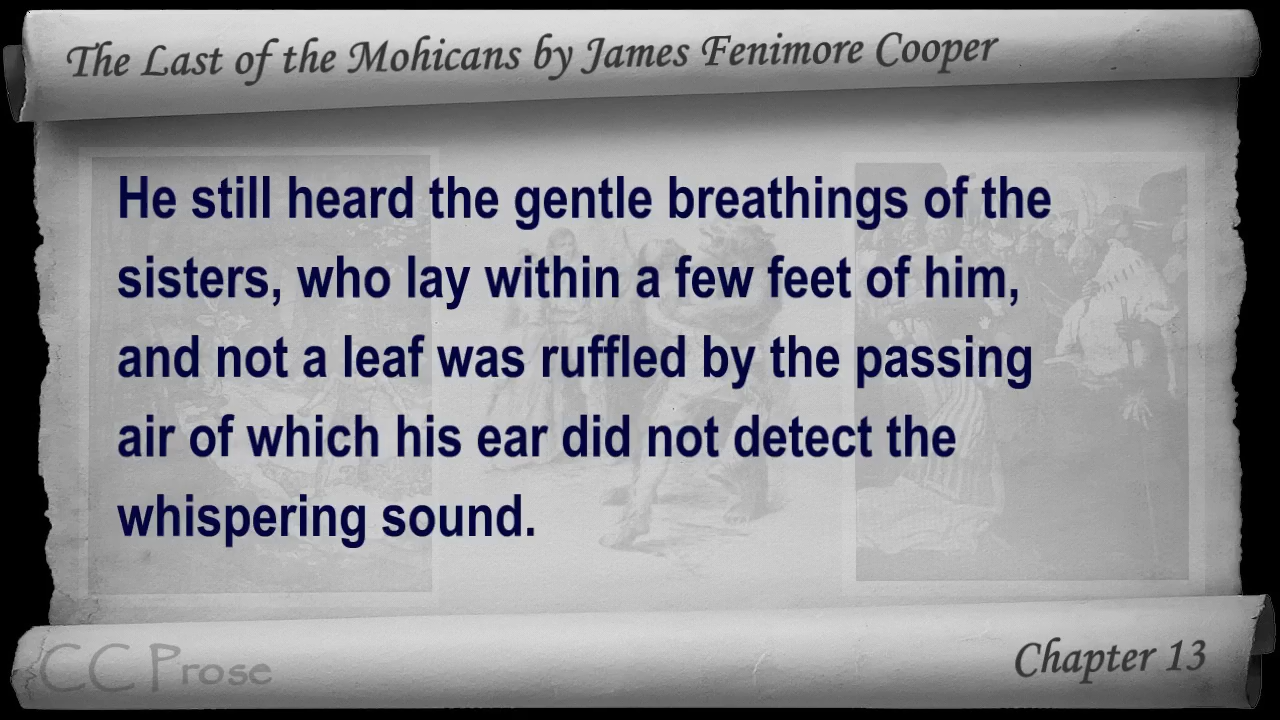 The Last of the Mohicans by James Fenimore Cooper
He still heard the gentle breathings of the
sisters, who lay within a few feet of him,
and not a leaf was ruffled by the passing
air of which his ear did not detect the
whispering sound.
CC Prose
Chapter 13